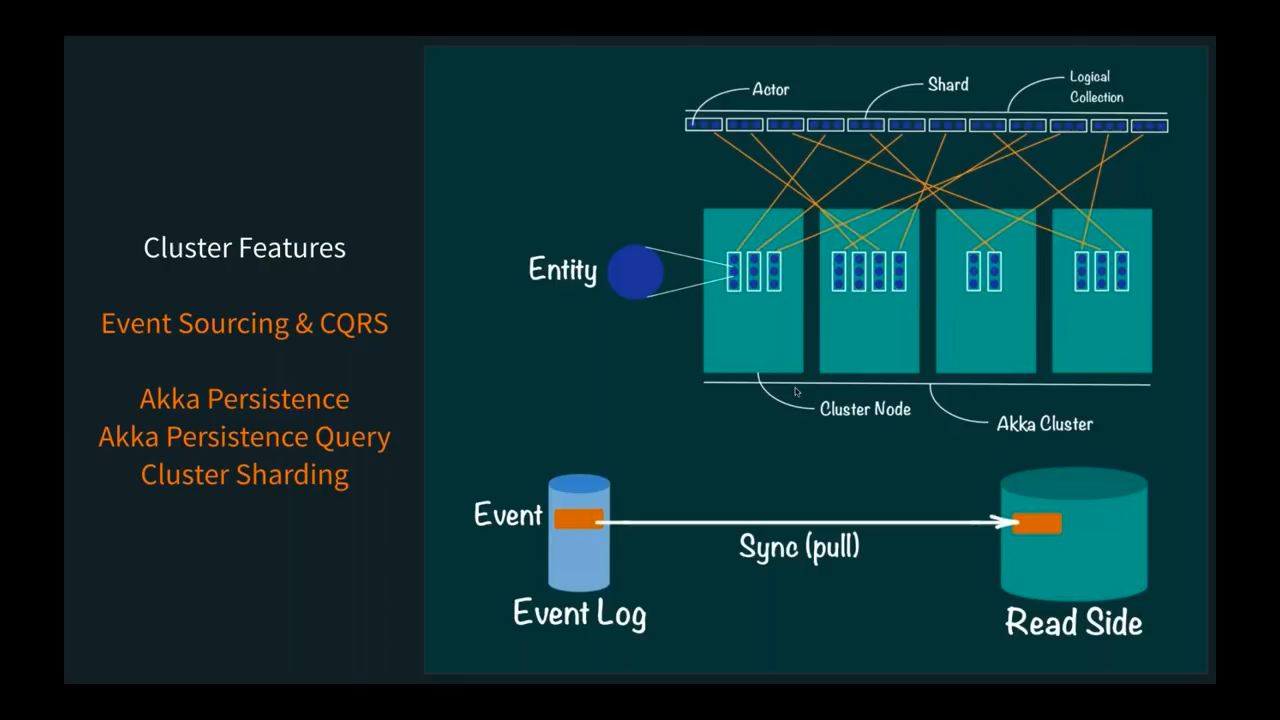 Cluster Features
Event Sourcing & CQRS
Akka Persistence
Akka Persistence Query
Cluster Sharding
Actor
Shard
Logical
Collection
Entity
Cluster Node
Akka Cluster
Event
Sync (pull)
Event Log
Read Side